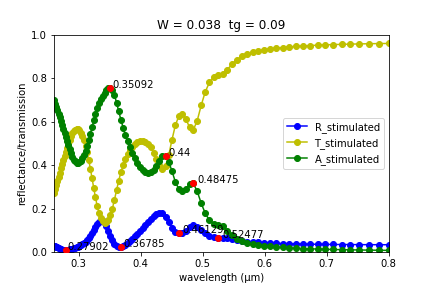 W = 0.038 tg = 0.09
reflectance/transmission
1.0
0.8
0.6
0.4
0.2
0.0
0.35092
0.44
0.48475
0.36785
0.52477
R_stimulated
T_stimulated
A_stimulated
0.3
0.4
0.5
0.6
0.7
0.8
wavelength (μm)